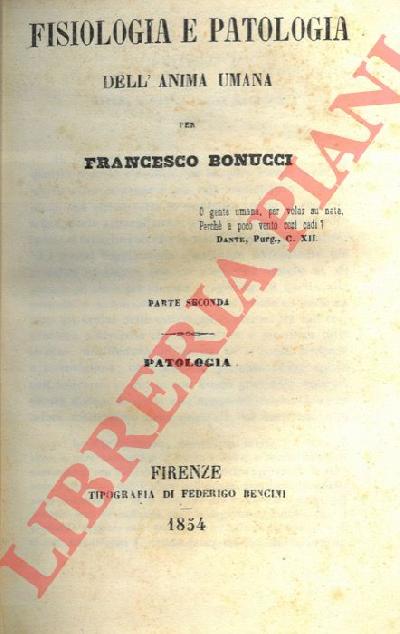 FISIOLOGIA E PATOLOGIA
DELL' ANIMA UMANA
PER
FRANCESCO BONUCCI
O gente umana, per volar su nata,
Perchè a poco vento così cadi?
DANTE, Purg., C. XII.
PARTE SECONDA
PATOLOGIA
FIRENZE
TIPOGRAFIA DI FEDERIGO BENCINI
1854
LIBRERIA PIANI